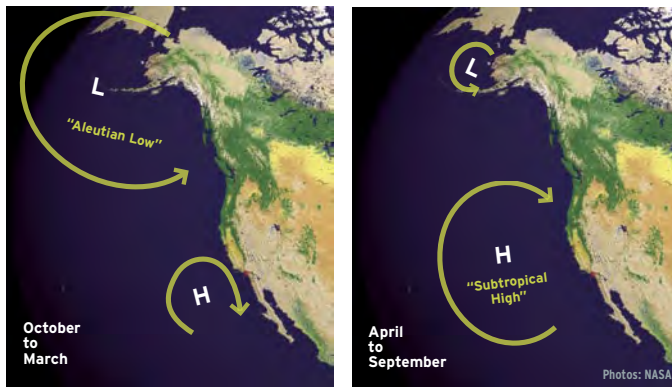 L
"Aleutian Low"
H
October
to
March
L
H
"Subtropical
High"
April
to
September
Photos: NASA